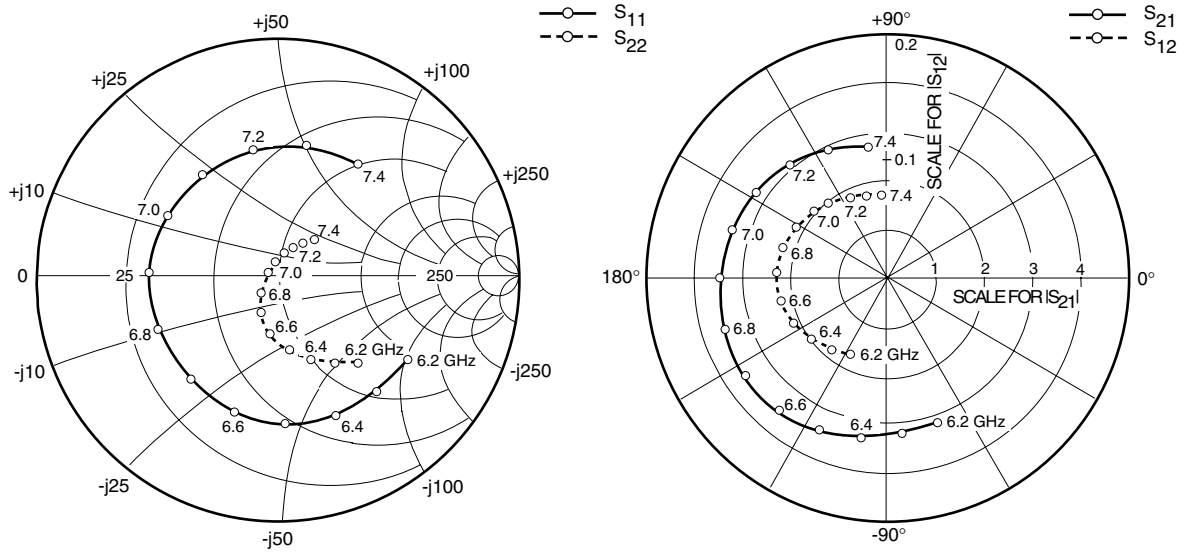 S11
S22
+j50
+j25
+j100
+j10
+j250
0
25
250
-j10
-j250
-j25
-j100
-j50
7.2
7.4
7.0
6.8
6.6
6.4
6.2 GHz
7.4
7.2
7.0
6.8
6.6
6.4
6.2 GHz
S21
S12
+90°
0.2
SCALE FOR |S12|
0.1
180°
0°
1
2
3
4
SCALE FOR |S21|
-90°
7.4
7.2
7.0
6.8
6.6
6.4
6.2 GHz
7.4
7.2
7.0
6.8
6.6
6.4
6.2 GHz